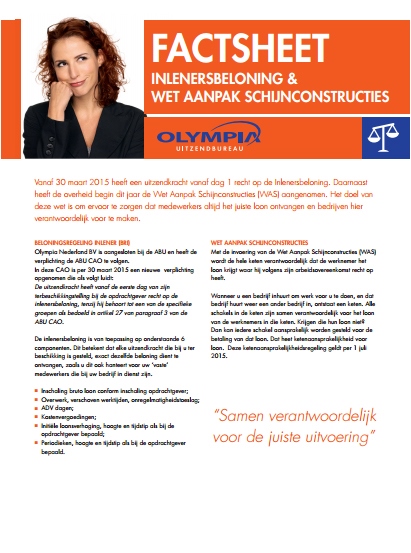 FACTSHEET
INLENERSBELONING &
WET AANPAK SCHIJNCONSTRUCTIES
OLYMPIA
UITZENDBUREAU
Vanaf 30 maart 2015 heeft een uitzendkracht vanaf dag 1 recht op de Inlenersbeloning. Daarnaast
heeft de overheid begin dit jaar de Wet Aanpak Schijnconstructies (WAS) aangenomen. Het doel van
deze wet is om ervoor te zorgen dat medewerkers altijd het juiste loon ontvangen en bedrijven hier
verantwoordelijk voor te maken.
BELONINGSREGELING INLENER (BRI)
Olympia Nederland BV is aangesloten bij de ABU en heeft de
verplichting de ABU CAO te volgen.
In deze CAO is per 30 maart 2015 een nieuwe verplichting
opgenomen die als volgt luidt:
De uitzendkracht heeft vanaf de eerste dag van zijn
terbeschikkingstelling bij de opdrachtgever recht op de
inlenersbeloning, tenzij hij behoort tot een van de specifieke
groepen als bedoeld in artikel 27 van paragraaf 3 van de
ABU CAO.
De inlenersbeloning is van toepassing op onderstaande 6
componenten. Dit betekent dat elke uitzendkracht die bij u ter
beschikking is gesteld, exact dezelfde beloning dient te
ontvangen, zoals u dit ook hanteert voor uw 'vaste'
medewerkers die bij uw bedrijf in dienst zijn.
Inschaling bruto loon conform inschaling opdrachtgever;
Overwerk, verschoven werktijden, onregelmatigheidstoeslag;
ADV dagen;
Kostenvergoedingen;
Initiële loonsverhoging, hoogte en tijdstip als bij de
opdrachtgever bepaald;
Periodieken, hoogte en tijdstip als bij de opdrachtgever
bepaald.
WET AANPAK SCHIJNCONSTRUCTIES
Met de invoering van de Wet Aanpak Schijnconstructies (WAS)
wordt de hele keten verantwoordelijk dat de werknemer het
loon krijgt waar hij volgens zijn arbeidsovereenkomst recht op
heeft.
Wanneer u een bedrijf inhuurt om werk voor u te doen, en dat
bedrijf huurt weer een ander bedrijf in, ontstaat een keten. Alle
schakels in de keten zijn samen verantwoordelijk voor het loon
van de werknemers in die keten. Krijgen die hun loon niet?
Dan kan iedere schakel aansprakelijk worden gesteld voor de
betaling van dat loon. Dat heet ketenaansprakelijkheid voor
loon. Deze ketenaansprakelijkheidsregeling geldt per 1 juli
2015.
“Samen verantwoordelijk
voor de juiste uitvoering”